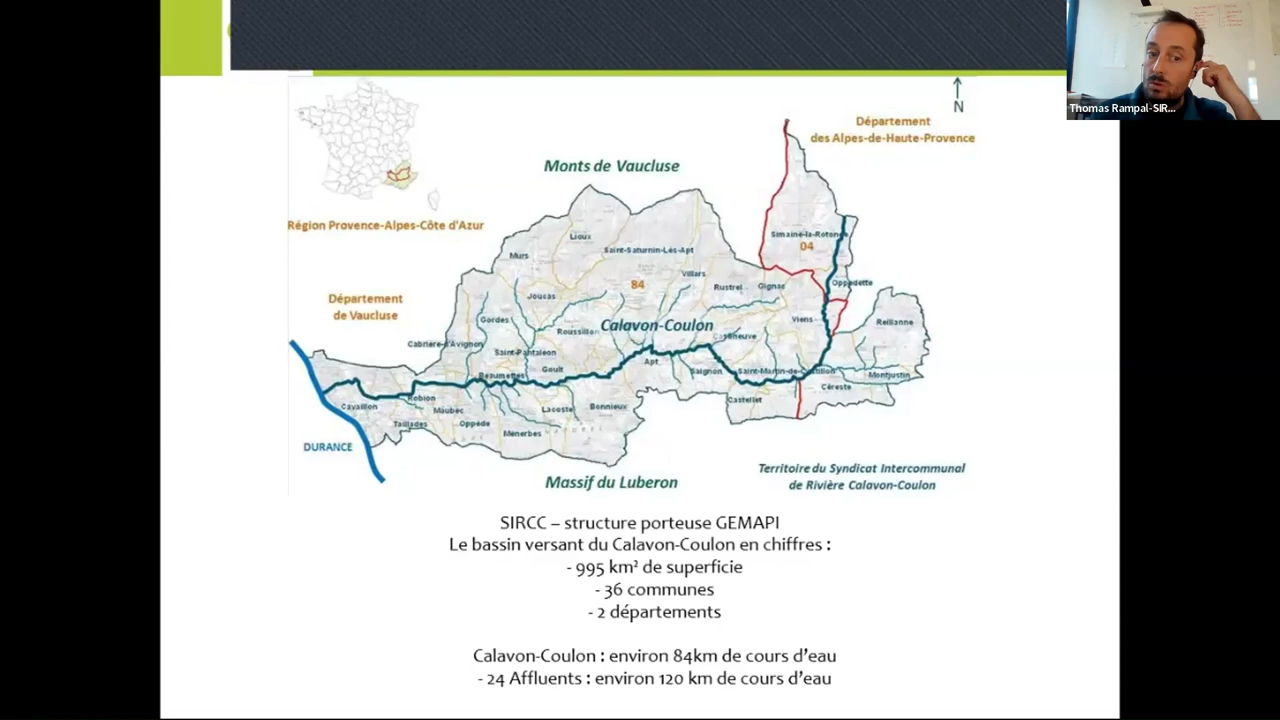 Thomas Rampal-SIR...
N
Département
des Alpes-de-Haute-Provence
Monts de Vaucluse
Région Provence-Alpes-Côte d'Azur
Simaine-la-Rotonde
04
Lioux
Saint-Saturnin-Lès-Apt
Murs
Villars
84
Rustrel
Gignac
Oppedette
Département
de Vaucluse
Joucas
Gordes
Roussillon
Calavon-Coulon
Viens
Reillanne
Caseneuve
Cabrière-d'Avignon
Saint-Pantaleon
Goult
Apt
Saignon
Saint-Martin-de-Castillon
Beaumettes
Montjustin
Céreste
Cavaillon
Robion
Maubec
Lacoste
Bonnieux
Castellet
Taillades
Oppède
Ménerbes
DURANCE
Massif du Luberon
Territoire du Syndicat Intercommunal
de Rivière Calavon-Coulon
SIRCC – structure porteuse GEMAPI
Le bassin versant du Calavon-Coulon en chiffres :
- 995 km² de superficie
- 36 communes
- 2 départements
Calavon-Coulon : environ 84km de cours d'eau
- 24 Affluents : environ 120 km de cours d'eau